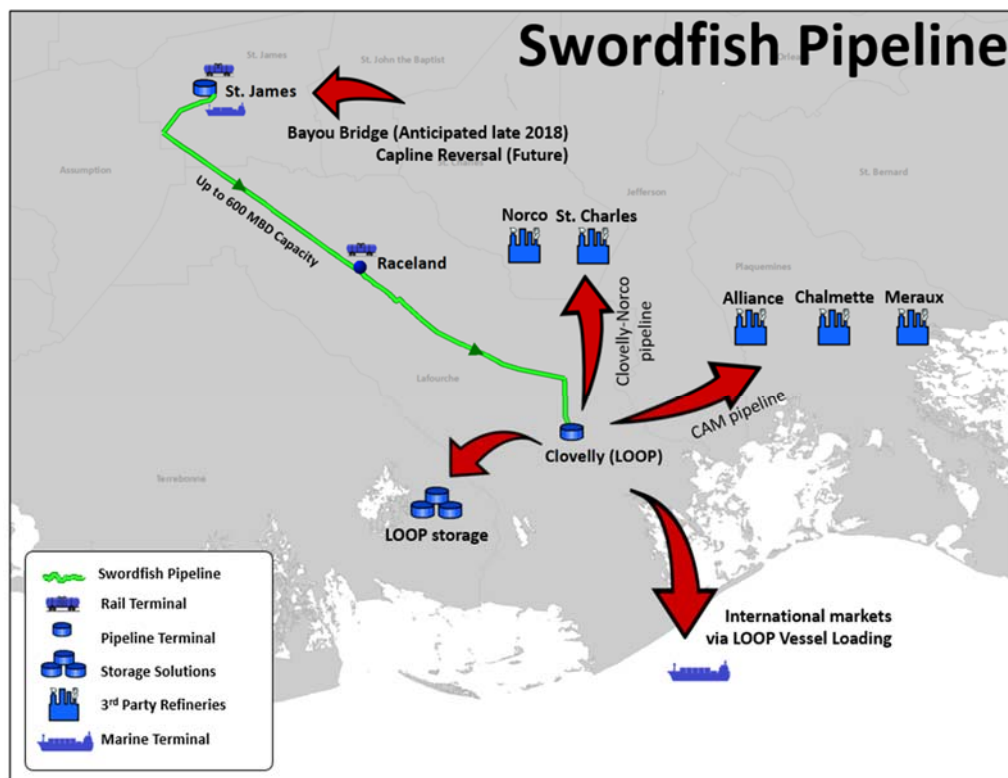 Swordfish Pipeline
St. James
St. John the Baptist
Orleans
St. James
Bayou Bridge (Anticipated late 2018)
Capline Reversal (Future)
St. Charles
Assumption
Jefferson
St. Bernard
Up to 600 MBD Capacity
Norco
St. Charles
Raceland
Plaquemines
Alliance
Chalmette
Meraux
Clovelly-Norco
pipeline
Lafourche
CAM pipeline
Clovelly (LOOP)
Terrebonne
LOOP storage
International markets
via LOOP Vessel Loading
Swordfish Pipeline
Rail Terminal
Pipeline Terminal
Storage Solutions
3rd Party Refineries
Marine Terminal